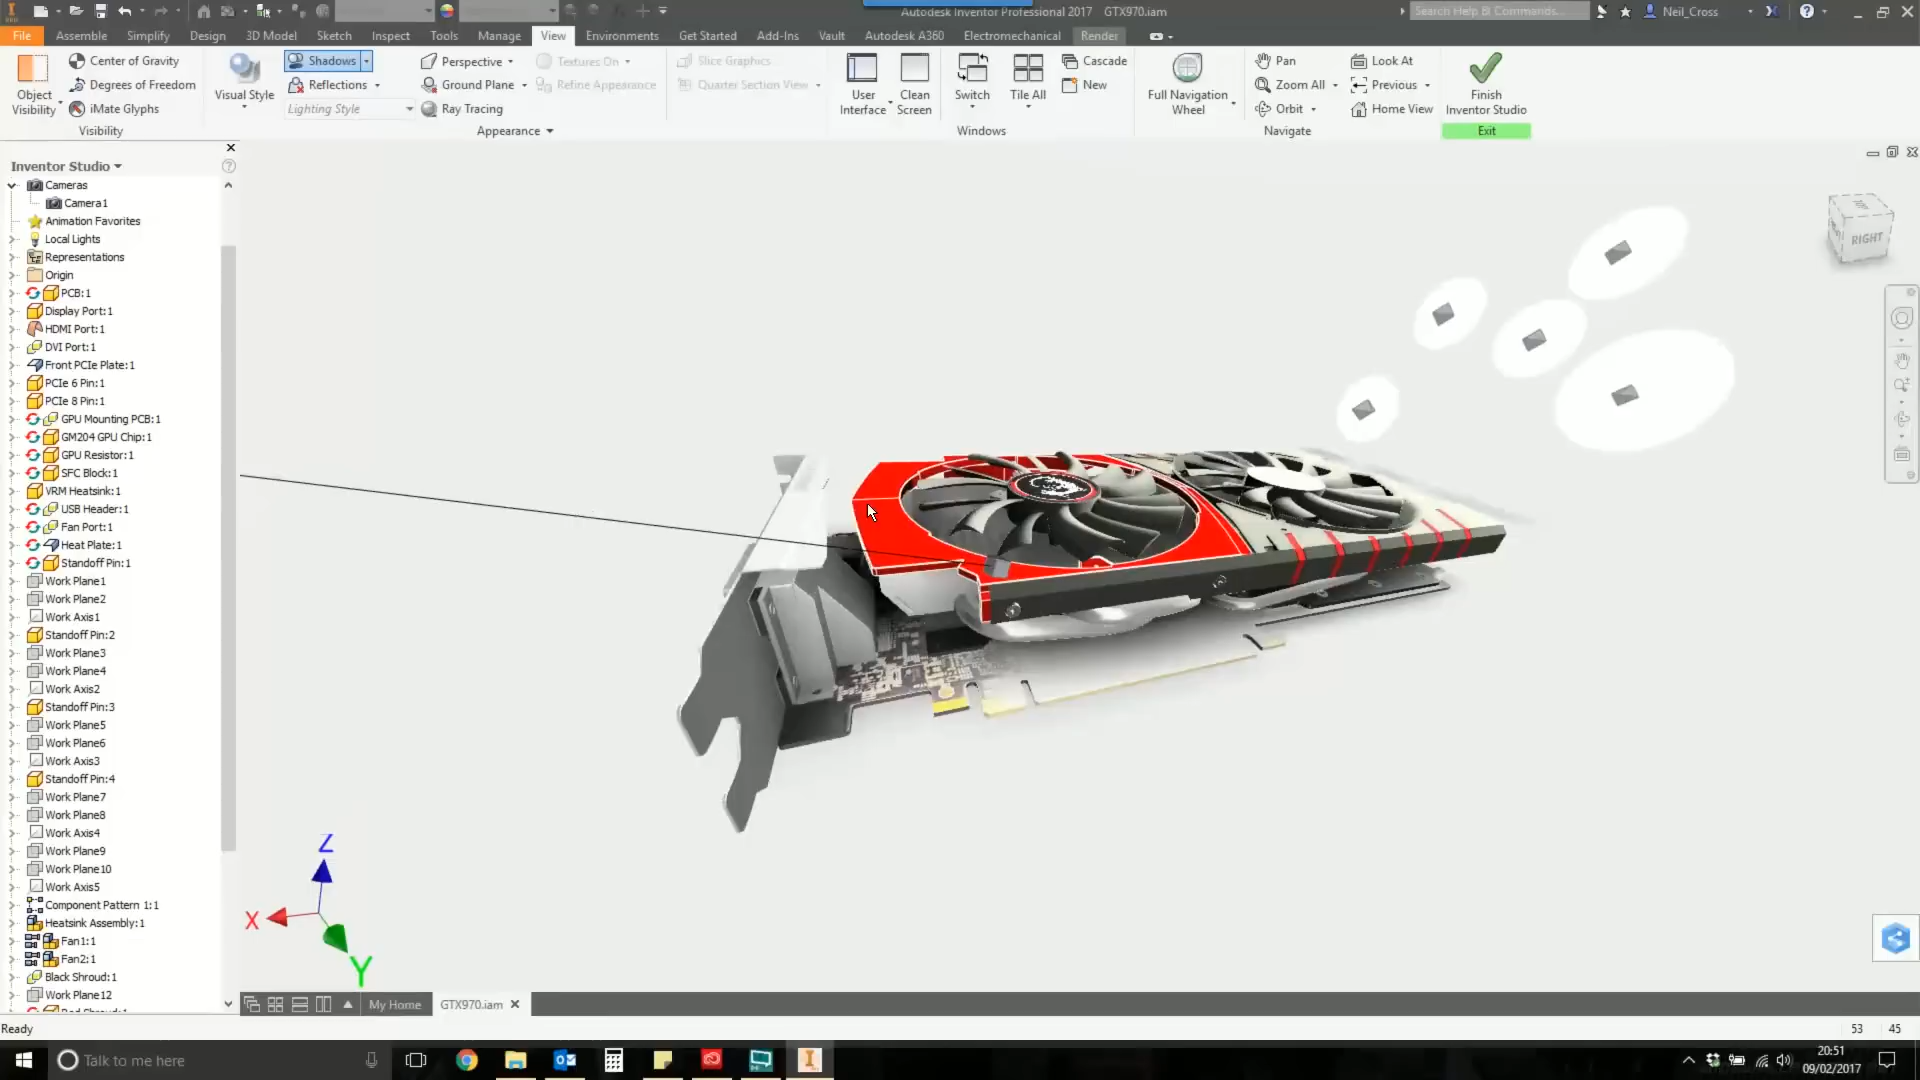 Autodesk Inventor Professional 2017 GTX970.iam
Search Help & Commands...
Neil_Cross
File Assemble Simplify Design 3D Model Sketch Inspect Tools Manage View Environments Get Started Add-Ins Vault Autodesk A360 Electromechanical Render
Object Visibility
Center of Gravity
Degrees of Freedom
iMate Glyphs
Visibility
Visual Style
Shadows
Reflections
Lighting Style
Perspective
Ground Plane
Ray Tracing
Textures On
Refine Appearance
Appearance
Slice Graphics
Quarter Section View
User Interface
Clean Screen
Switch
Tile All
Cascade
New
Windows
Full Navigation Wheel
Pan
Zoom All
Orbit
Look At
Previous
Home View
Navigate
Finish Inventor Studio
Exit
Inventor Studio
Cameras
Camera1
Animation Favorites
Local Lights
Representations
Origin
PCB:1
Display Port:1
HDMI Port:1
DVI Port:1
Front PCIe Plate:1
PCIe 6 Pin:1
PCIe 8 Pin:1
GPU Mounting PCB:1
GM204 GPU Chip:1
GPU Resistor:1
SFC Block:1
VRM Heatsink:1
USB Header:1
Fan Port:1
Heat Plate:1
Standoff Pin:1
Work Plane1
Work Plane2
Work Axis1
Standoff Pin:2
Work Plane3
Work Plane4
Work Axis2
Standoff Pin:3
Work Plane5
Work Plane6
Work Axis3
Standoff Pin:4
Work Plane7
Work Plane8
Work Axis4
Work Plane9
Work Plane10
Work Axis5
Component Pattern 1:1
Heatsink Assembly:1
Fan1:1
Fan2:1
Black Shroud:1
Work Plane12
RIGHT
Z
X
Y
My Home
GTX970.iam
Ready
53 45
Talk to me here
20:51
09/02/2017